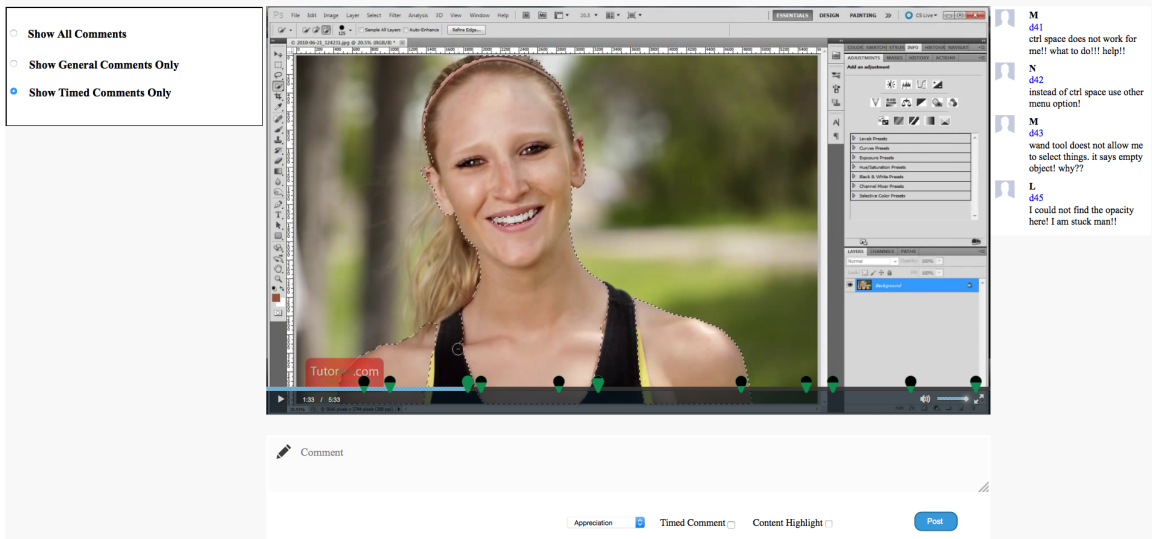 Show All Comments
Show General Comments Only
Show Timed Comments Only
PS File Edit Image Layer Select Filter Analysis 3D View Window Help
ESSENTIALS DESIGN PAINTING CS Live
Sample All Layers Auto-Enhance Refine Edge...
ADJUSTMENTS MASKS HISTORY ACTIONS
Add an adjustment
Levels Presets
Curves Presets
Exposure Presets
Hue/Saturation Presets
Black & White Presets
Channel Mixer Presets
Selective Color Presets
LAYERS CHANNELS PATHS
Normal
Background
1:33 / 5:33
Comment
Appreciation Timed Comment Content Highlight Post
M
d41
ctrl space does not work for
me!! what to do!!! help!!
N
d42
instead of ctrl space use other
menu option!
M
d43
wand tool doest not allow me
to select things. it says empty
object! why??
L
d45
I could not find the opacity
here! I am stuck man!!